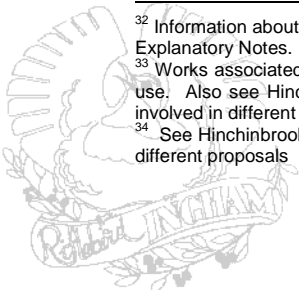 32 Information about
Explanatory Notes.
33 Works associated
use. Also see Hinc
involved in different
34 See Hinchinbrook
different proposals
Richard INGHAM